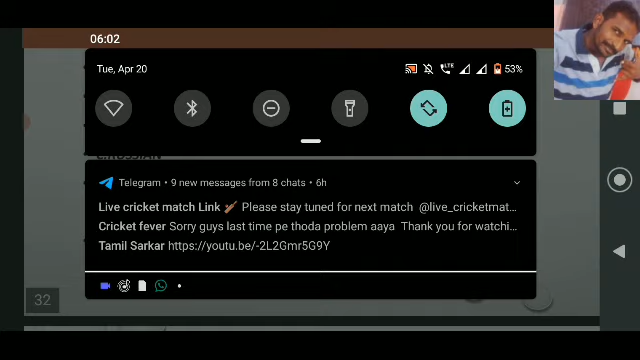 06:02
Tue, Apr 20
LTE
53%
Telegram • 9 new messages from 8 chats • 6h
Live cricket match Link 🏏 Please stay tuned for next match @live_cricketmat…
Cricket fever Sorry guys last time pe thoda problem aaya Thank you for watchi…
Tamil Sarkar https://youtu.be/-2L2Gmr5G9Y
32